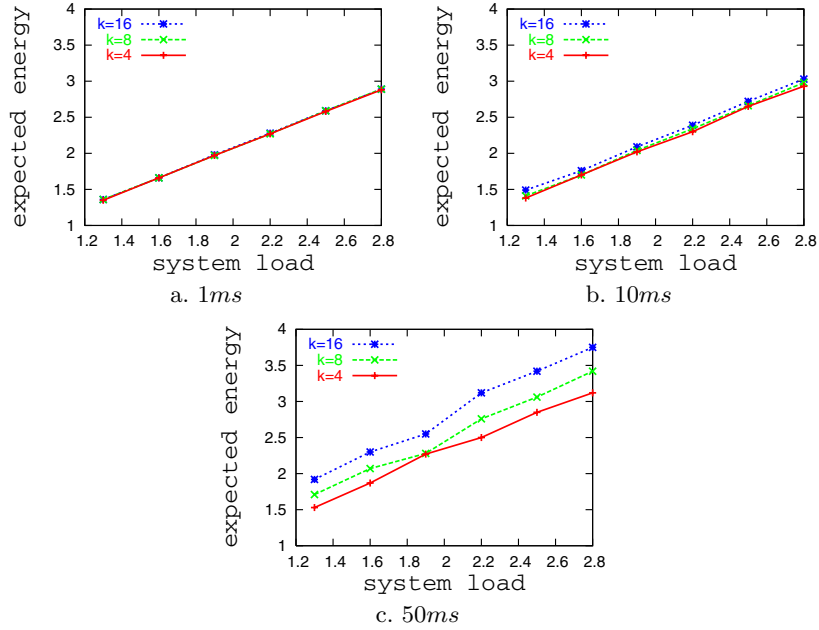 expected energy
4
3.5
3
2.5
2
1.5
1
k=16
k=8
k=4
1.2 1.4 1.6 1.8 2 2.2 2.4 2.6 2.8
system load
a. 1ms
expected energy
4
3.5
3
2.5
2
1.5
1
k=16
k=8
k=4
1.2 1.4 1.6 1.8 2 2.2 2.4 2.6 2.8
system load
b. 10ms
expected energy
4
3.5
3
2.5
2
1.5
1
k=16
k=8
k=4
1.2 1.4 1.6 1.8 2 2.2 2.4 2.6 2.8
system load
c. 50ms